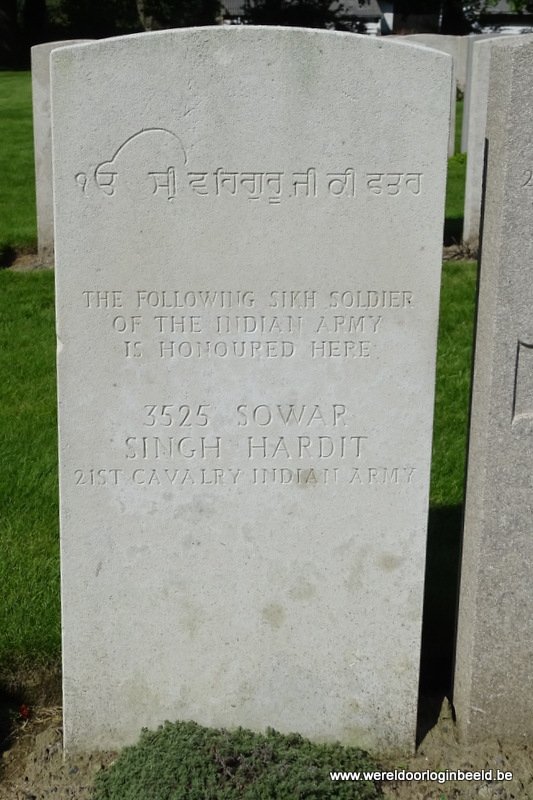 ੴ ਸ੍ਰੀ ਵਾਹਿਗੁਰੂ ਜੀ ਕੀ ਫਤਹ
THE FOLLOWING SIKH SOLDIER
OF THE INDIAN ARMY
IS HONOURED HERE
3525 SOWAR
SINGH HARDIT
21ST CAVALRY INDIAN ARMY
www.wereldoorloginbeeld.be